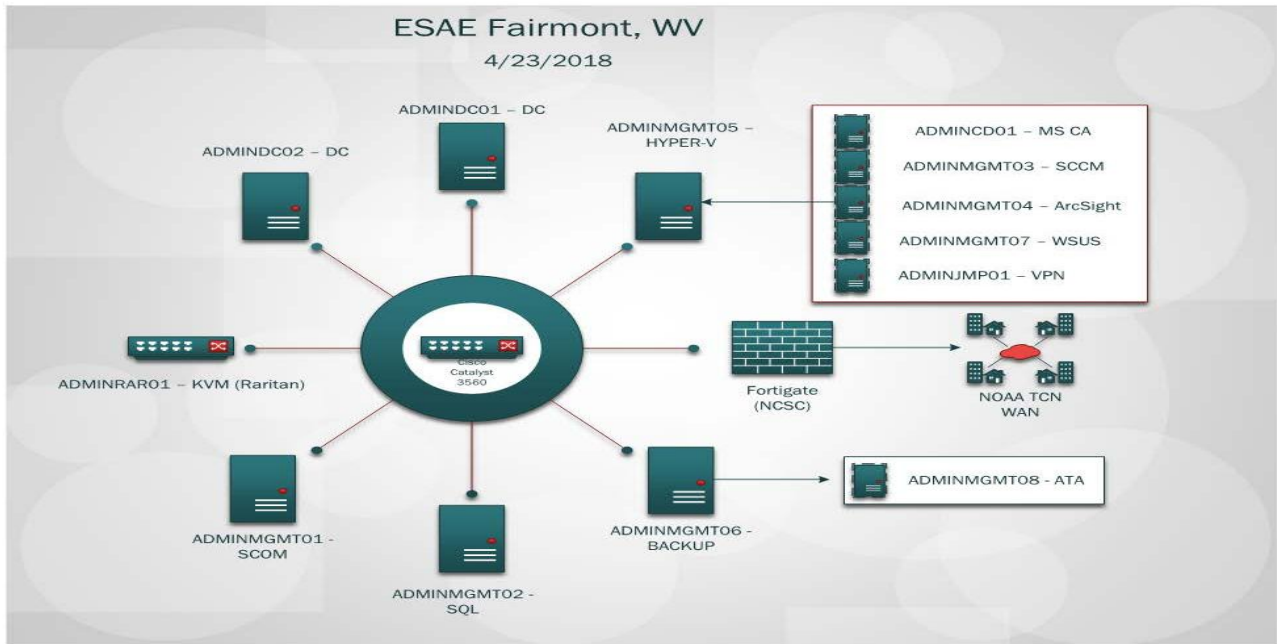 ESAE Fairmont, WV
4/23/2018
ADMINDC01 – DC
ADMINDC02 – DC
ADMINMGMT05 –
HYPER-V
ADMINCD01 – MS CA
ADMINMGMT03 – SCCM
ADMINMGMT04 – ArcSight
ADMINMGMT07 – WSUS
ADMINJMP01 – VPN
ADMINRAR01 – KVM (Raritan)
Cisco
Catalyst
3560
Fortigate
(NCSC)
NOAA TCN
WAN
ADMINMGMT01 -
SCOM
ADMINMGMT02 -
SQL
ADMINMGMT06 -
BACKUP
ADMINMGMT08 - ATA